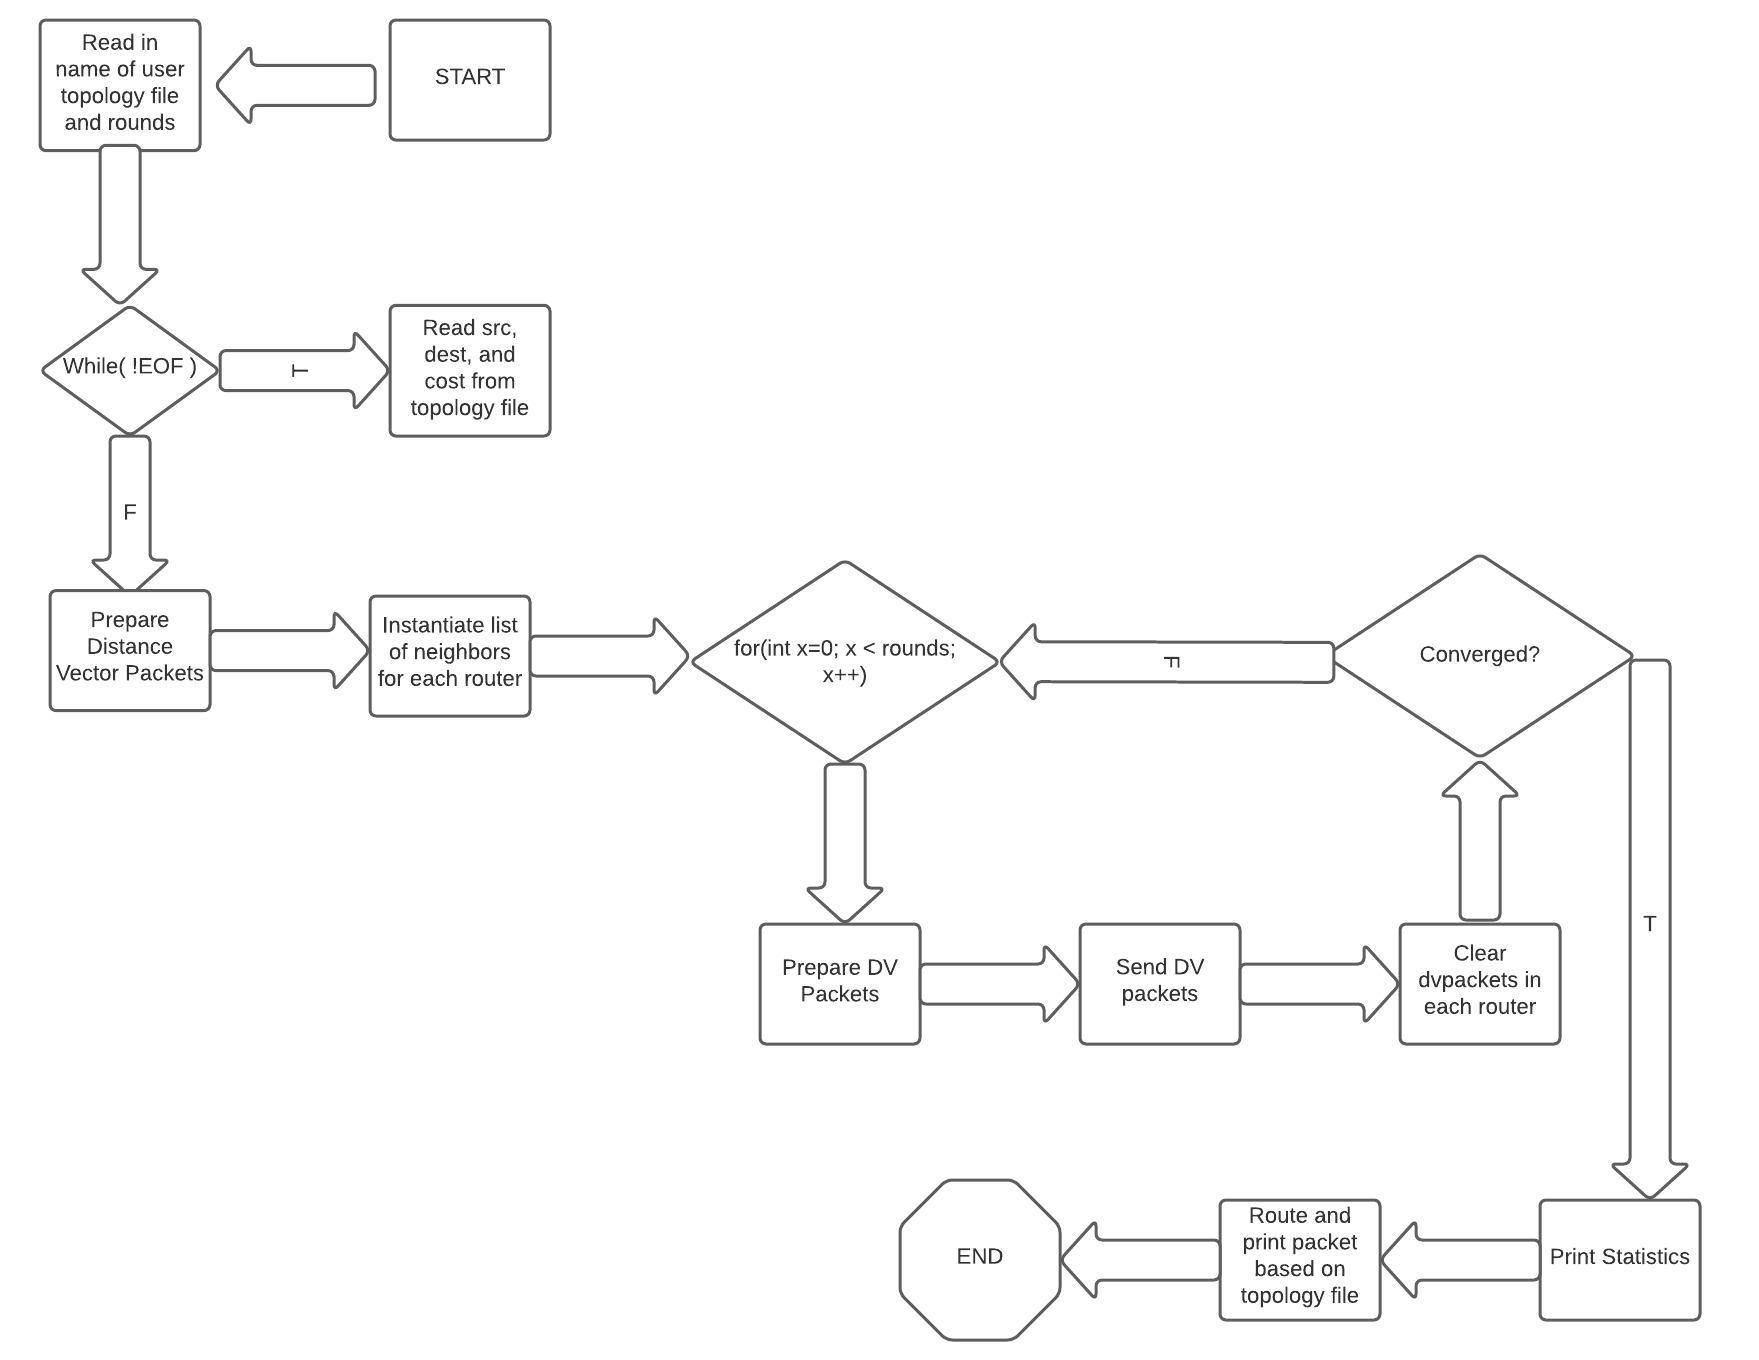 START
Read in
name of user
topology file
and rounds
While( !EOF )
T
Read src,
dest, and
cost from
topology file
F
Prepare
Distance
Vector Packets
Instantiate list
of neighbors
for each router
for(int x=0; x < rounds;
x++)
F
Converged?
Prepare DV
Packets
Send DV
packets
Clear
dvpackets in
each router
T
Print Statistics
Route and
print packet
based on
topology file
END